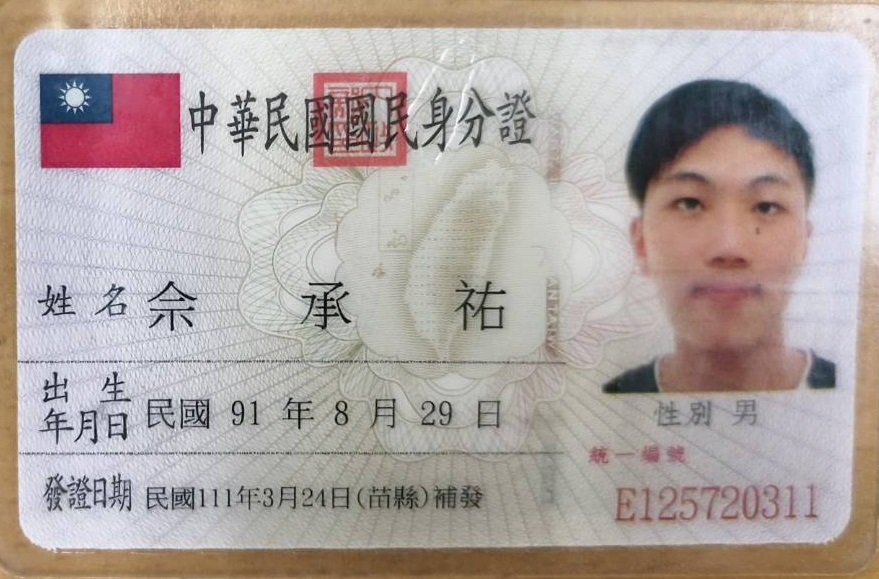 中華民國國民身分證
姓名 佘承祐
出生年月日 民國 91 年 8 月 29 日
性別 男
統一編號
發證日期 民國111年3月24日(苗縣)補發
E125720311